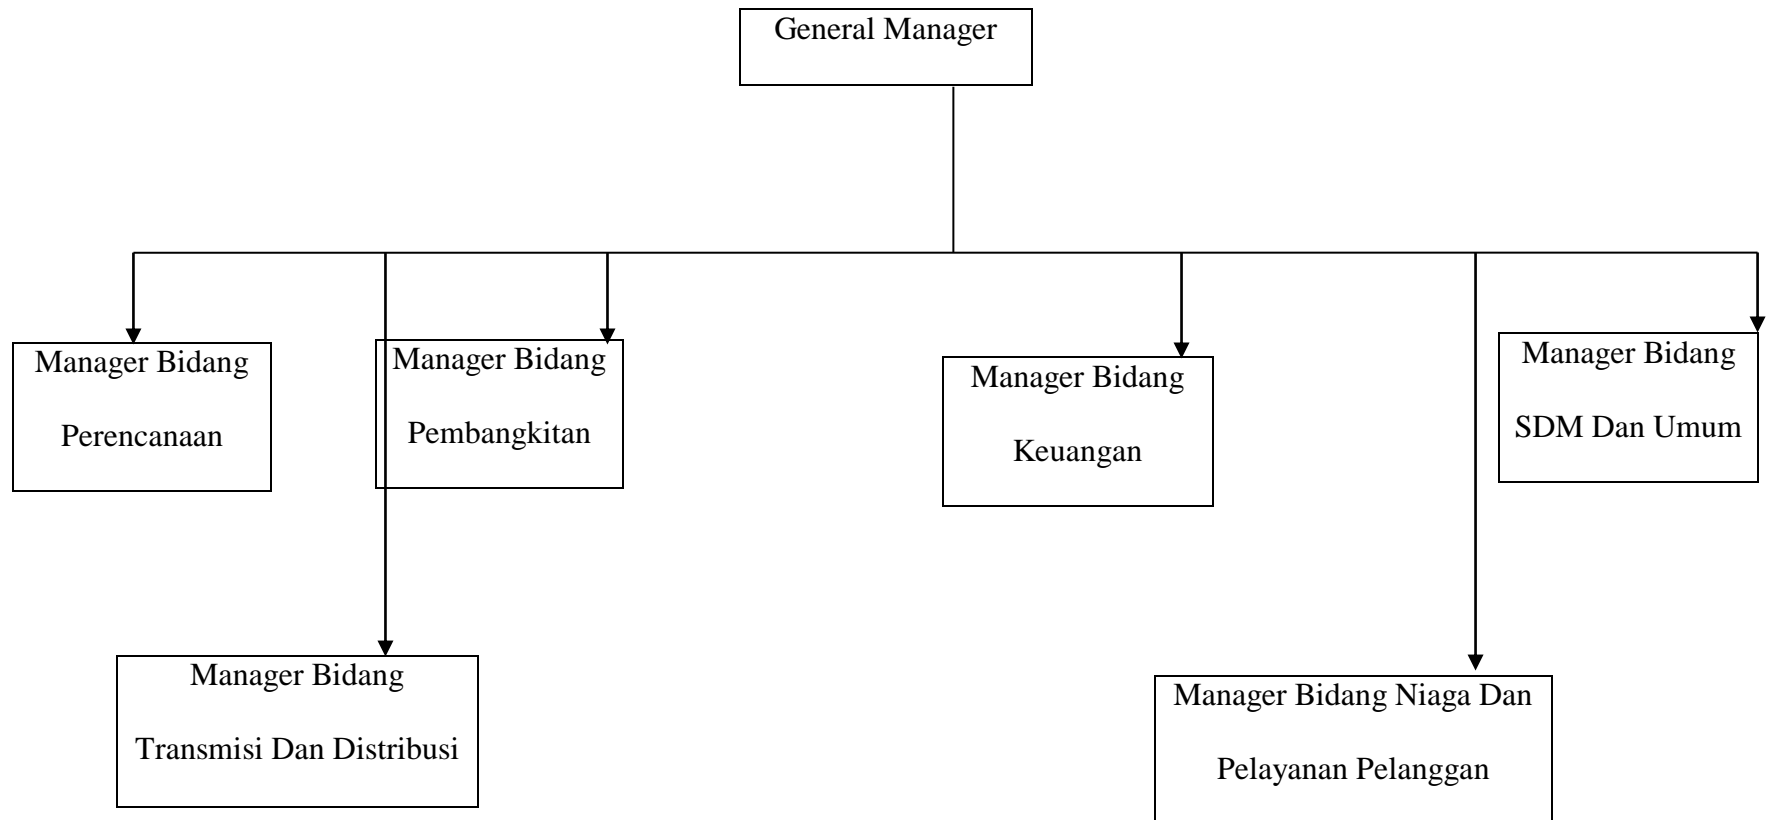 General Manager
Manager Bidang
Perencanaan
Manager Bidang
Pembangkitan
Manager Bidang
Keuangan
Manager Bidang
SDM Dan Umum
Manager Bidang
Transmisi Dan Distribusi
Manager Bidang Niaga Dan
Pelayanan Pelanggan